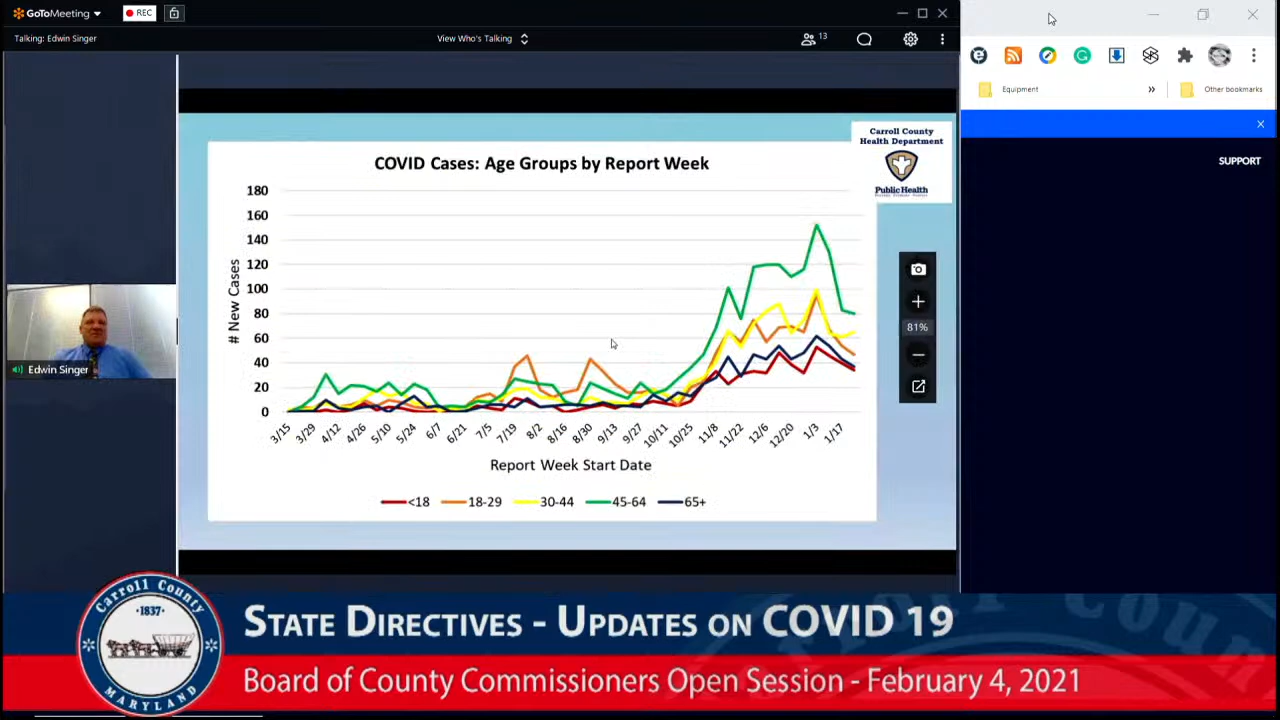 GoToMeeting
REC
Talking: Edwin Singer
View Who's Talking
13
Equipment
»
Other bookmarks
SUPPORT
Carroll County
Health Department
Public Health
COVID Cases: Age Groups by Report Week
# New Cases
180
160
140
120
100
80
60
40
20
0
3/15
3/29
4/12
4/26
5/10
5/24
6/7
6/21
7/5
7/19
8/2
8/16
8/30
9/13
9/27
10/11
10/25
11/8
11/22
12/6
12/20
1/3
1/17
Report Week Start Date
<18
18-29
30-44
45-64
65+
81%
Edwin Singer
CARROLL COUNTY
1837
MARYLAND
STATE DIRECTIVES - UPDATES ON COVID 19
Board of County Commissioners Open Session - February 4, 2021